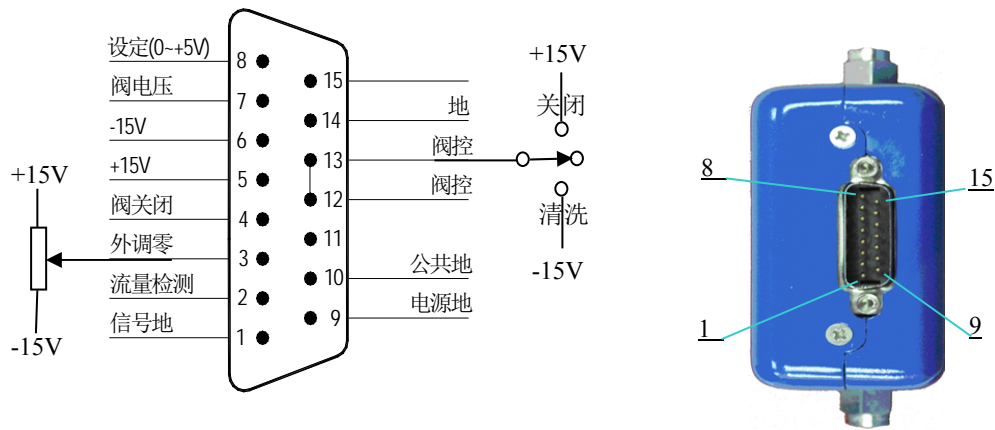 设定(0~+5V)
8
阀电压
7
-15V
6
+15V
5
阀关闭
4
外调零
3
流量检测
2
信号地
1
+15V
-15V
15
14
地
13
阀控
12
阀控
11
10
公共地
9
电源地
+15V
关闭
清洗
-15V
8
15
1
9